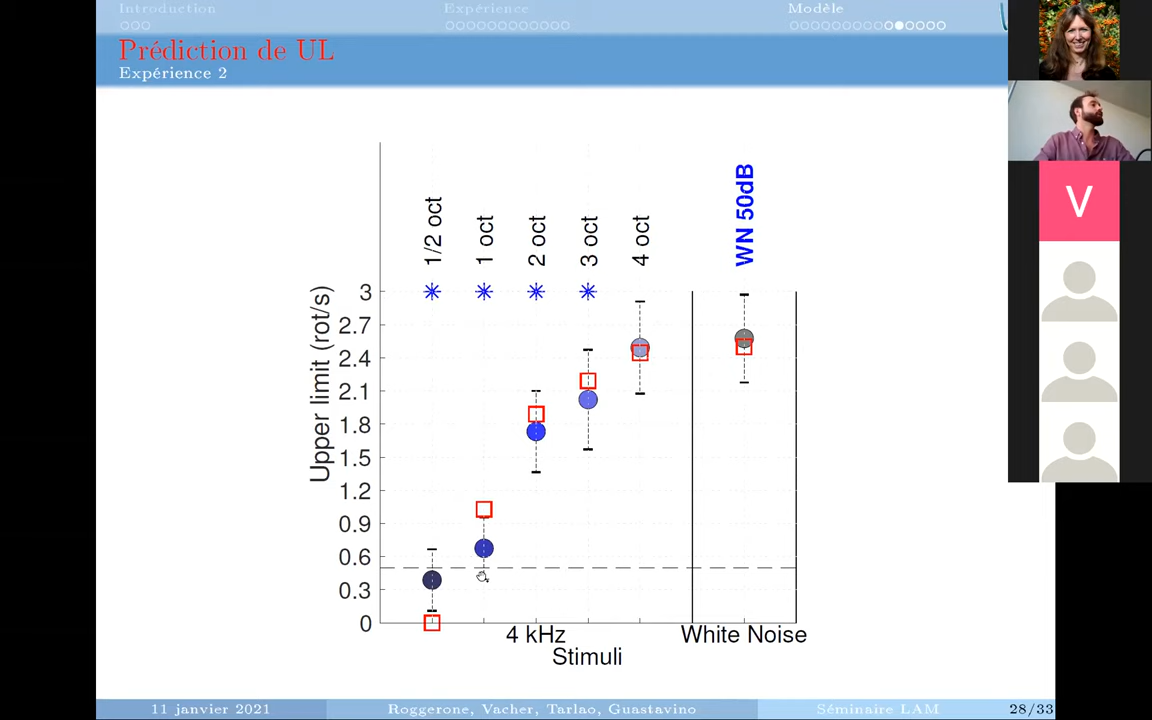 Introduction Expérience Modèle
Prédiction de UL
Expérience 2
V
1/2 oct
1 oct
2 oct
3 oct
4 oct
WN 50dB
Upper limit (rot/s)
3
2.7
2.4
2.1
1.8
1.5
1.2
0.9
0.6
0.3
0
4 kHz White Noise
Stimuli
11 janvier 2021 Roggerone, Vacher, Tarlao, Guastavino Séminaire LAM 28/33